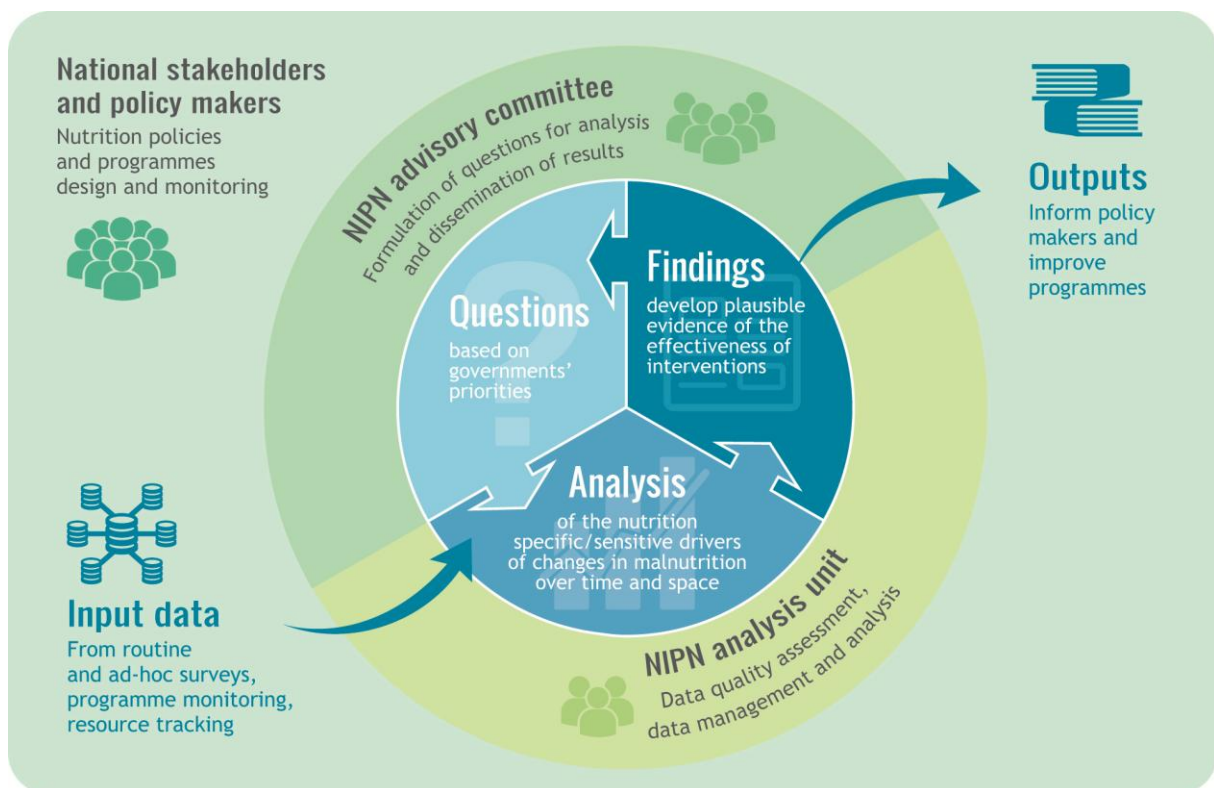 National stakeholders
and policy makers
Nutrition policies
and programmes
design and monitoring
NIPN advisory committee
Formulation of questions for analysis
and dissemination of results
Outputs
Inform policy
makers and
improve
programmes
Questions
based on
governments’
priorities
Findings
develop plausible
evidence of the
effectiveness of
interventions
Analysis
of the nutrition
specific/sensitive drivers
of changes in malnutrition
over time and space
Input data
From routine
and ad-hoc surveys,
programme monitoring,
resource tracking
NIPN analysis unit
Data quality assessment,
data management and analysis